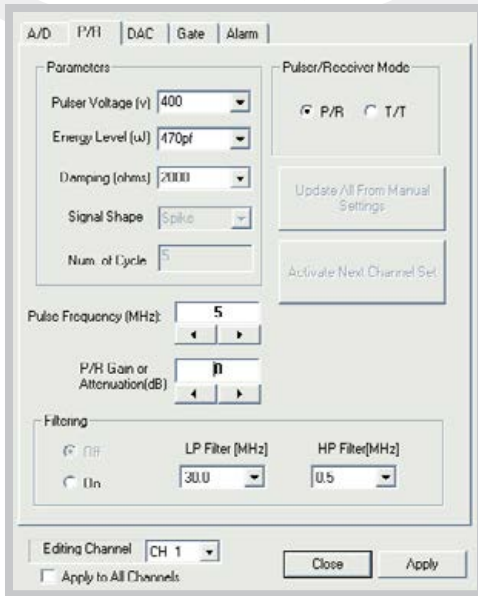 A/D P/R DAC Gate Alarm
Parameters
Pulser Voltage (v) 400
Energy Level (uJ) 470pf
Damping (ohms) 2000
Signal Shape Spike
Num. of Cycle 5
Pulser/Receiver Mode
P/R T/T
Update All From Manual
Settings
Activate Next Channel Set
Pulse Frequency (MHz): 5
P/R Gain or
Attenuation(dB) 0
Filtering
Off
On
LP Filter [MHz]
30.0
HP Filter[MHz]
0.5
Editing Channel CH 1
Apply to All Channels
Close Apply